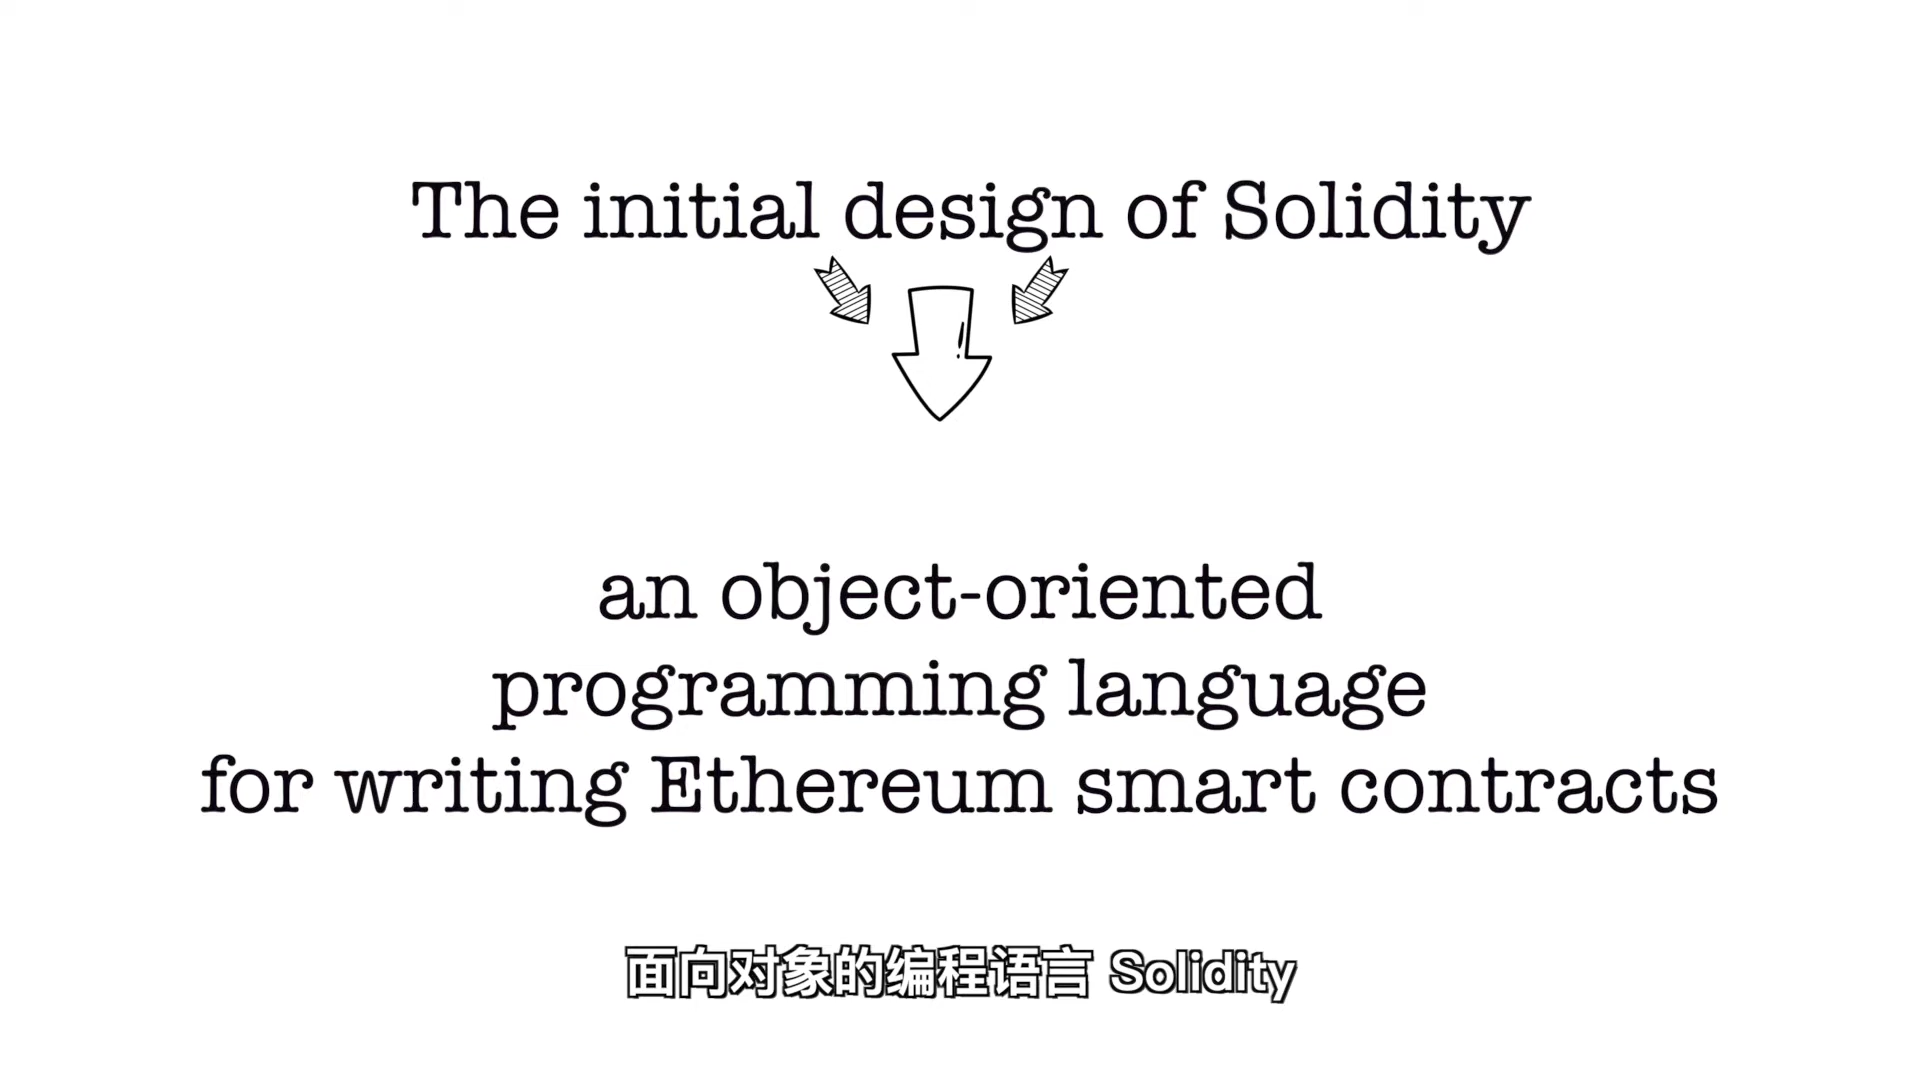 The initial design of Solidity
an object-oriented
programming language
for writing Ethereum smart contracts
面向对象的编程语言 Solidity